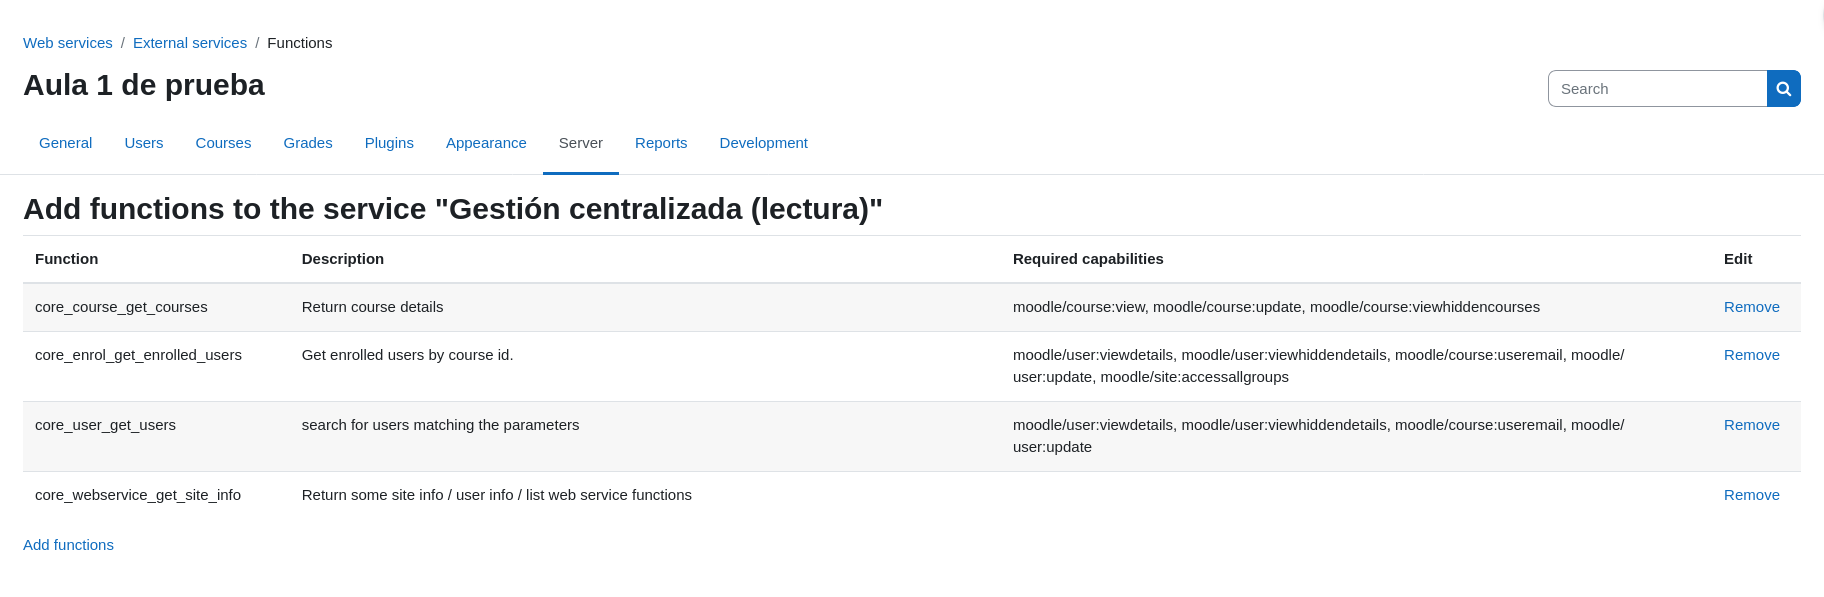 Web services / External services / Functions
Aula 1 de prueba
Search
General Users Courses Grades Plugins Appearance Server Reports Development
Add functions to the service "Gestión centralizada (lectura)"
Function Description Required capabilities Edit
core_course_get_courses Return course details moodle/course:view, moodle/course:update, moodle/course:viewhiddencourses Remove
core_enrol_get_enrolled_users Get enrolled users by course id. moodle/user:viewdetails, moodle/user:viewhiddendetails, moodle/course:useremail, moodle/ Remove
user:update, moodle/site:accessallgroups
core_user_get_users search for users matching the parameters moodle/user:viewdetails, moodle/user:viewhiddendetails, moodle/course:useremail, moodle/ Remove
user:update
core_webservice_get_site_info Return some site info / user info / list web service functions Remove
Add functions